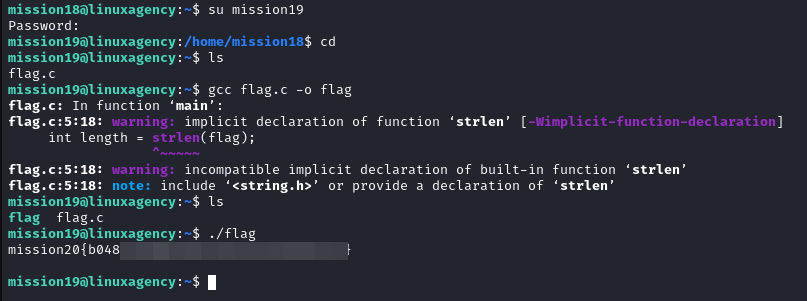 mission18@linuxagency:~$ su mission19
Password:
mission19@linuxagency:/home/mission18$ cd
mission19@linuxagency:~$ ls
flag.c
mission19@linuxagency:~$ gcc flag.c -o flag
flag.c: In function ‘main’:
flag.c:5:18: warning: implicit declaration of function ‘strlen’ [-Wimplicit-function-declaration]
     int length = strlen(flag);
                  ^~~~~~
flag.c:5:18: warning: incompatible implicit declaration of built-in function ‘strlen’
flag.c:5:18: note: include ‘<string.h>’ or provide a declaration of ‘strlen’
mission19@linuxagency:~$ ls
flag  flag.c
mission19@linuxagency:~$ ./flag
mission20{b048 }
mission19@linuxagency:~$